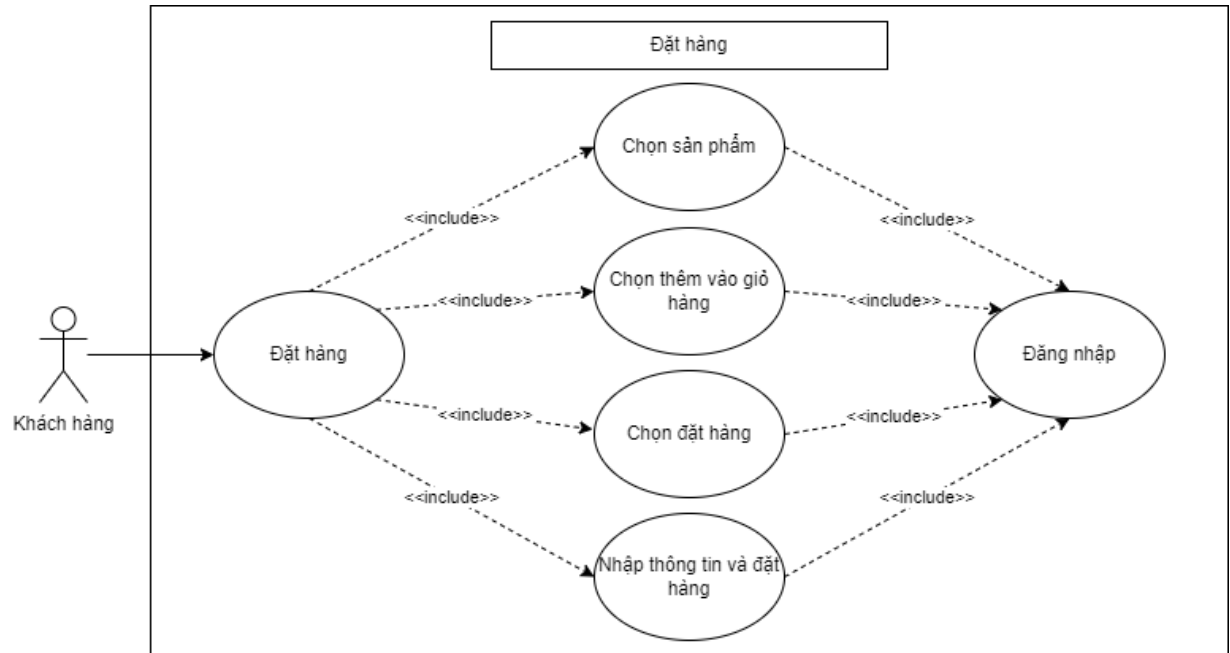 Đặt hàng
Chọn sản phẩm
<<include>>
<<include>>
Chọn thêm vào giỏ
hàng
<<include>>
<<include>>
Khách hàng
Đặt hàng
Đăng nhập
<<include>>
<<include>>
Chọn đặt hàng
<<include>>
<<include>>
Nhập thông tin và đặt
hàng